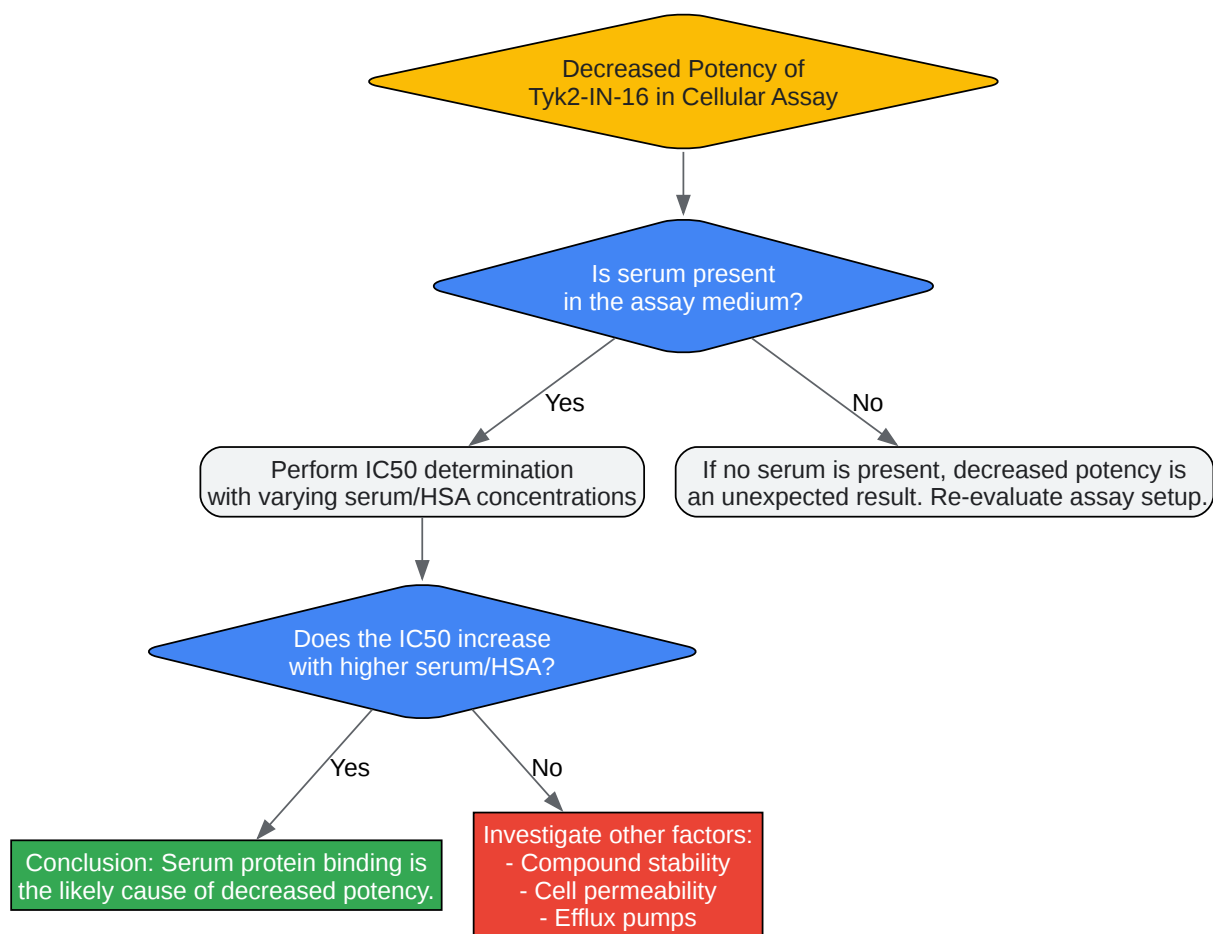 Decreased Potency of
Tyk2-IN-16 in Cellular Assay
Is serum present
in the assay medium?
Yes
No
Perform IC50 determination
with varying serum/HSA concentrations
If no serum is present, decreased potency is
an unexpected result. Re-evaluate assay setup.
Does the IC50 increase
with higher serum/HSA?
Yes
No
Conclusion: Serum protein binding is
the likely cause of decreased potency.
Investigate other factors:
- Compound stability
- Cell permeability
- Efflux pumps